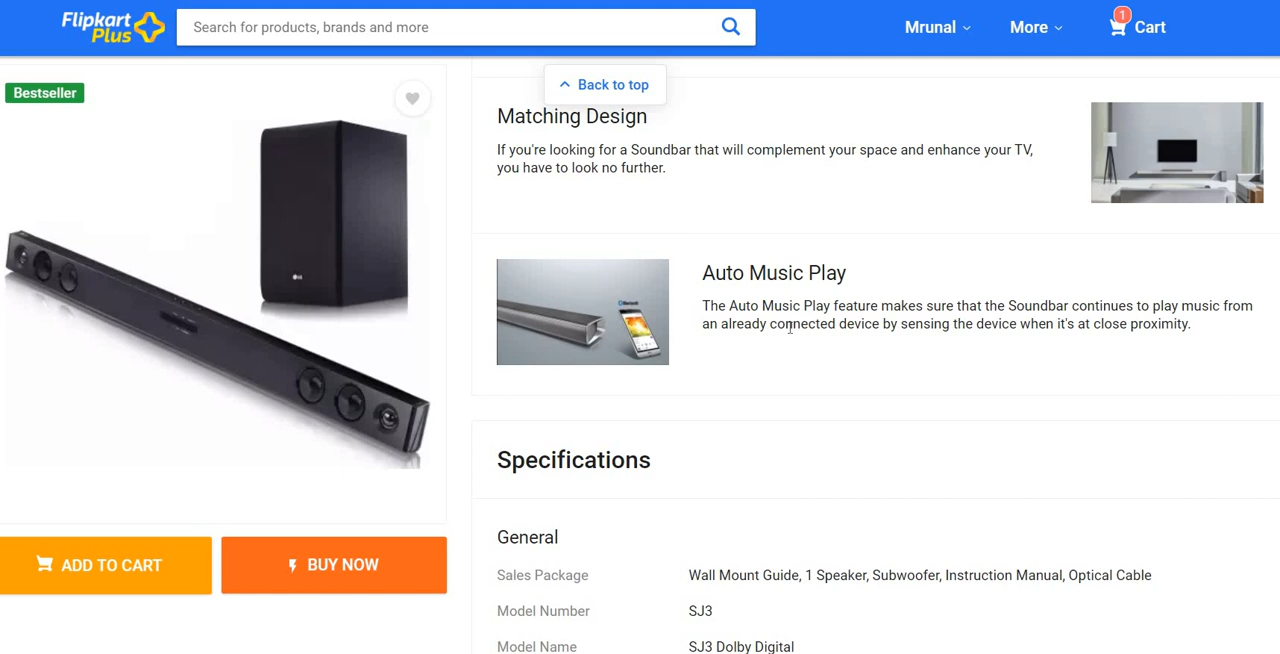 Flipkart
Plus
Search for products, brands and more
Mrunal
More
1
Cart
Bestseller
Back to top
Matching Design
If you're looking for a Soundbar that will complement your space and enhance your TV,
you have to look no further.
LG
Auto Music Play
The Auto Music Play feature makes sure that the Soundbar continues to play music from
an already connected device by sensing the device when it's at close proximity.
Bluetooth
Specifications
General
ADD TO CART
BUY NOW
Sales Package
Wall Mount Guide, 1 Speaker, Subwoofer, Instruction Manual, Optical Cable
Model Number
SJ3
Model Name
SJ3 Dolby Digital